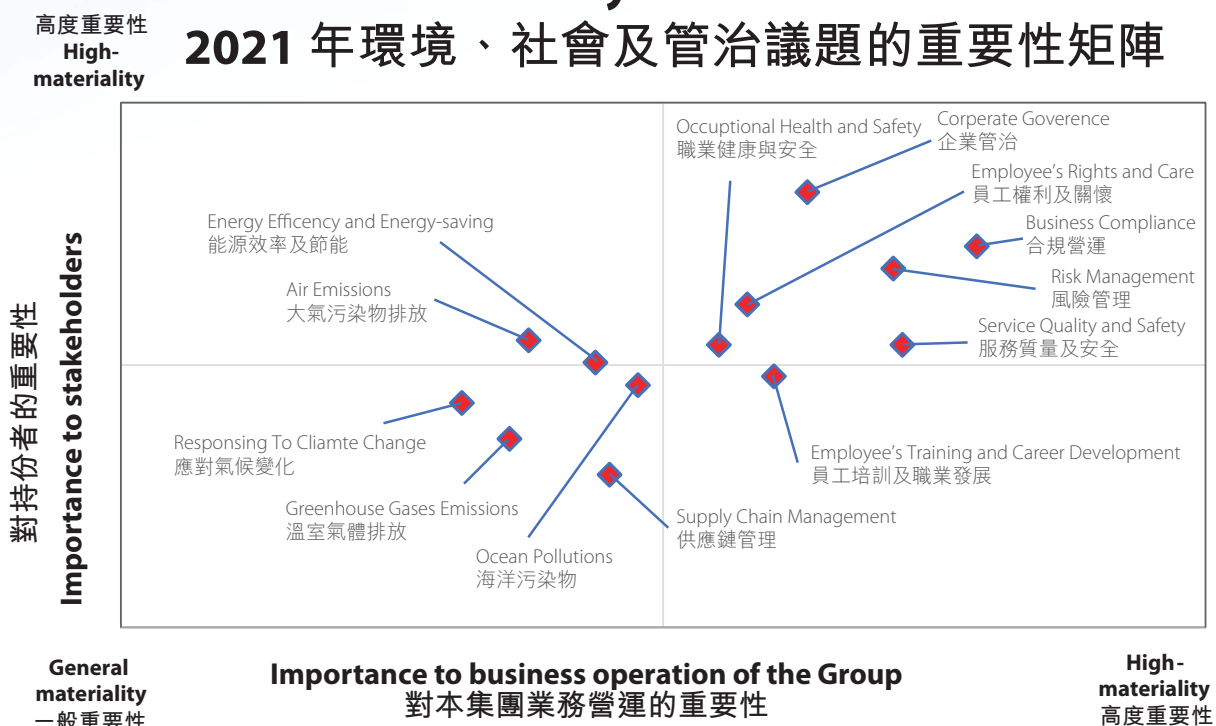 高度重要性
High-
materiality
2021 年環境、社會及管治議題的重要性矩陣
Occuptional Health and Safety
職業健康與安全
Corperate Goverence
企業管治
Employee's Rights and Care
員工權利及關懷
Business Compliance
合規營運
Risk Management
風險管理
Service Quality and Safety
服務質量及安全
Energy Efficency and Energy-saving
能源效率及節能
Air Emissions
大氣污染物排放
對持份者的重要性
Importance to stakeholders
Responsing To Cliamte Change
應對氣候變化
Greenhouse Gases Emissions
溫室氣體排放
Ocean Pollutions
海洋污染物
Supply Chain Management
供應鏈管理
Employee's Training and Career Development
員工培訓及職業發展
General
materiality
一般重要性
Importance to business operation of the Group
對本集團業務營運的重要性
High-
materiality
高度重要性